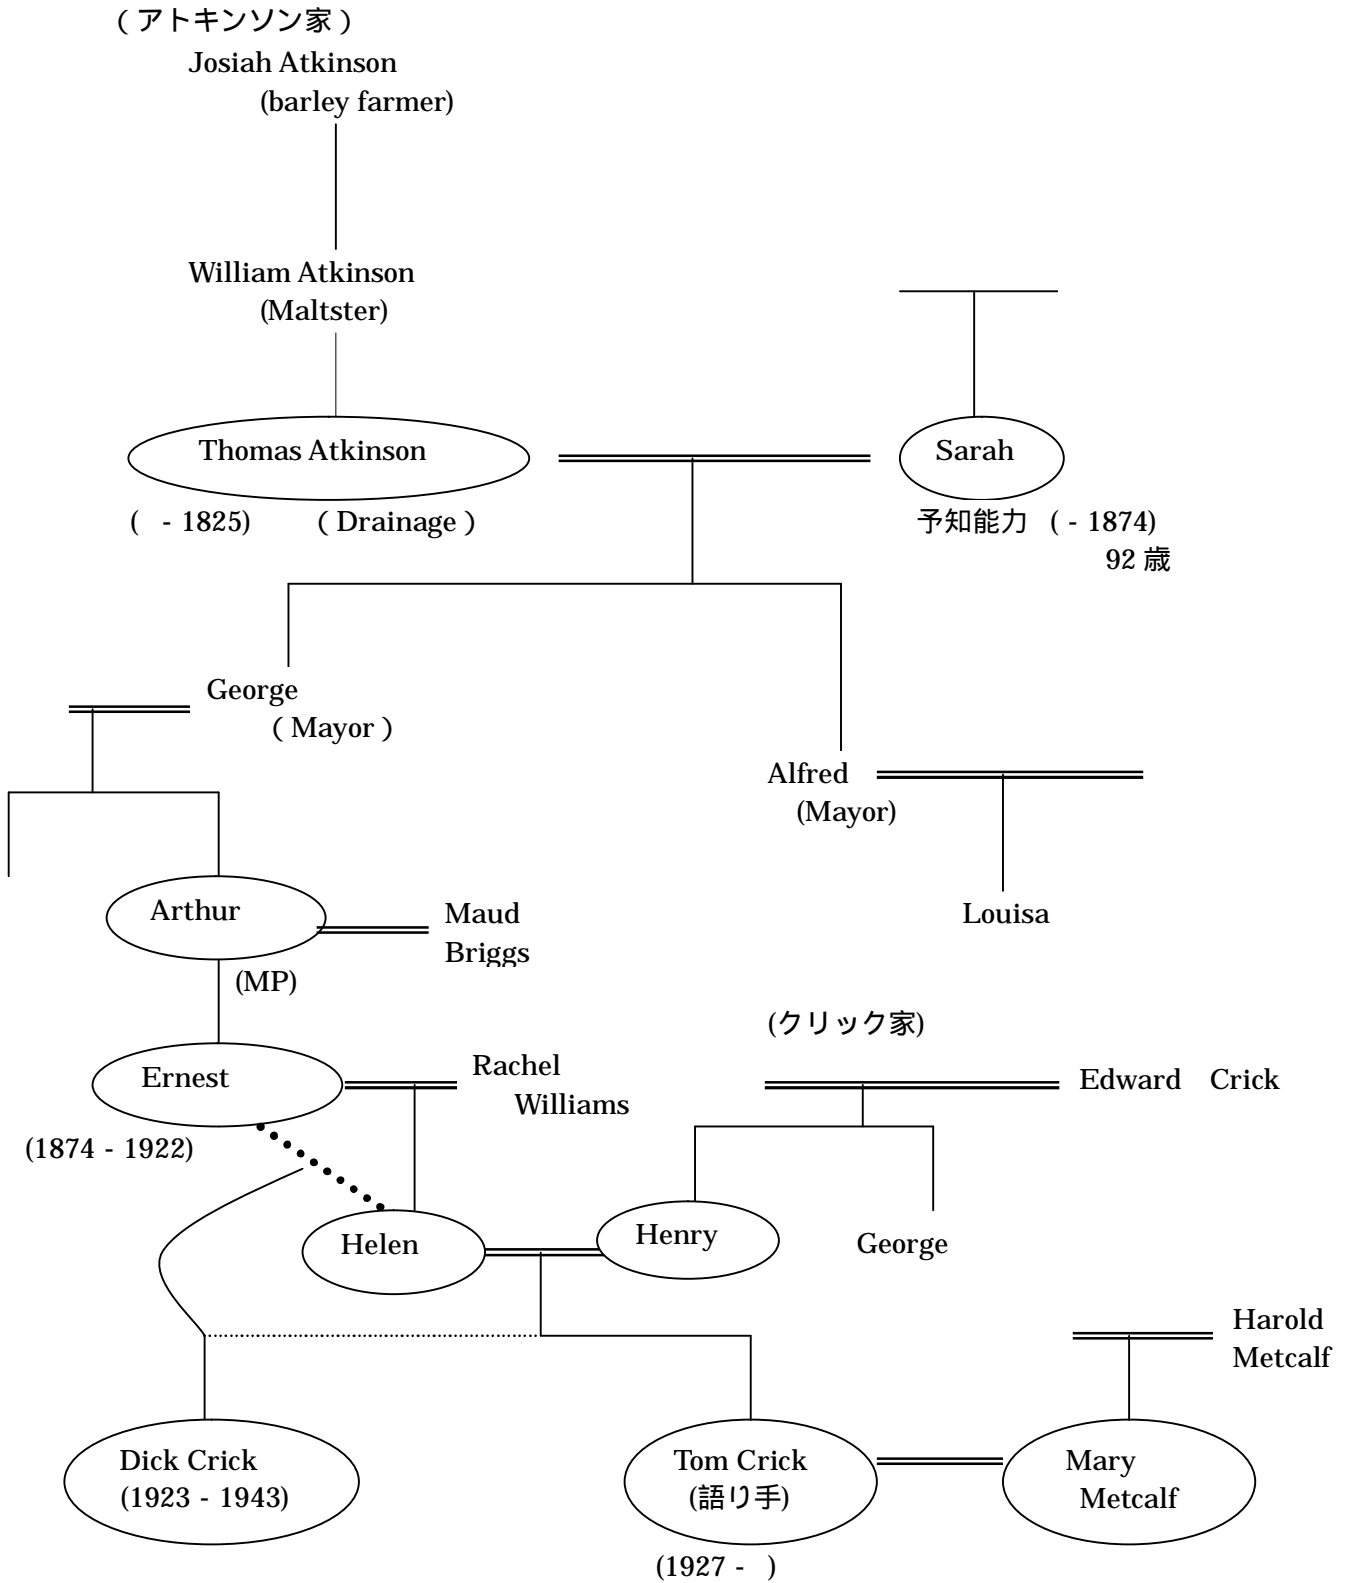 (アトキンソン家)
Josiah Atkinson
(barley farmer)
William Atkinson
(Maltster)
Thomas Atkinson
Sarah
(   - 1825)   (Drainage)
予知能力   ( - 1874)
92 歳
George
(Mayor)
Alfred
(Mayor)
Arthur
Maud
Briggs
Louisa
(MP)
(クリック家)
Ernest
Rachel
Williams
Edward   Crick
(1874 - 1922)
Helen
Henry
George
Harold
Metcalf
Dick Crick
(1923 - 1943)
Tom Crick
(語り手)
Mary
Metcalf
(1927 -   )